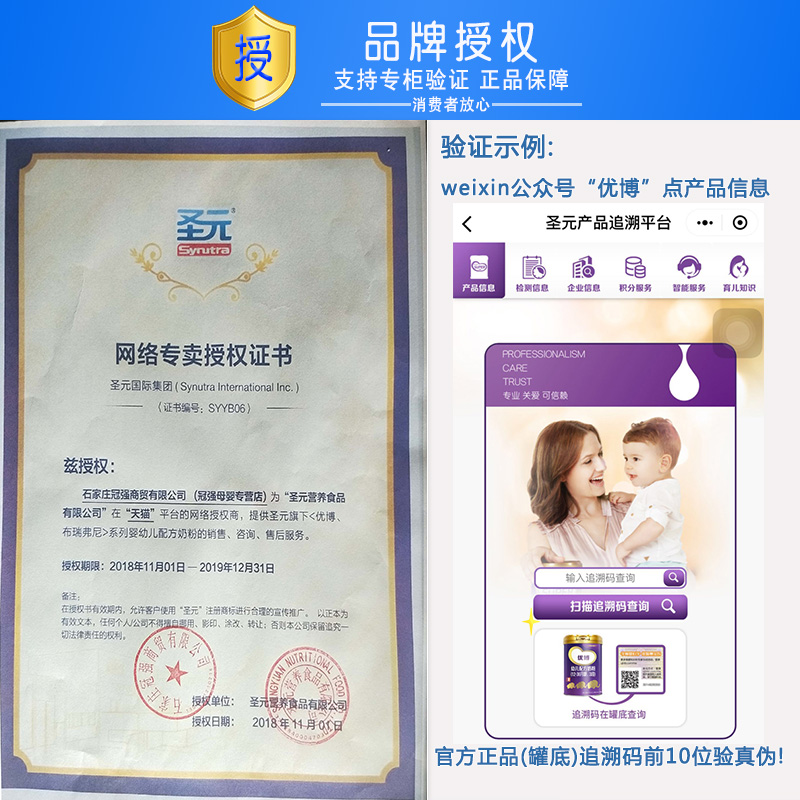 授
品牌授权
支持专柜验证 正品保障
消费者放心
圣元®
Synutra
网络专卖授权证书
圣元国际集团 ( Synutra International Inc. )
（证书编号：SYYB06）
兹授权：
石家庄冠强商贸有限公司 （冠强母婴专营店）为“圣元营养食品
有限公司”在“天猫”平台的网络授权商，提供圣元旗下<优博、
布瑞弗尼>系列婴幼儿配方奶粉的销售、咨询、售后服务。
授权期限：2018年11月01日—2019年12月31日
备注：
在授权书有效期内，允许客户使用“圣元”注册商标进行合理的宣传推广。 以正本为
有效文本，任何个人/公司不得擅自挪用、影印、涂改、转让；否则本公司保留追究一
切法律责任的权利。
石家庄冠强商贸有限公司
授权单位： 圣元营养食品有限公司
授权日期： 2018年11月01日
验证示例:
weixin公众号“优博”点产品信息
圣元产品追溯平台
产品信息
检测信息
企业信息
积分服务
智能服务
育儿知识
PROFESSIONALISM
CARE
TRUST
专业 关爱 可信赖
输入追溯码查询
扫描追溯码查询
优博
追溯码在罐底查询
官方正品(罐底)追溯码前10位验真伪!